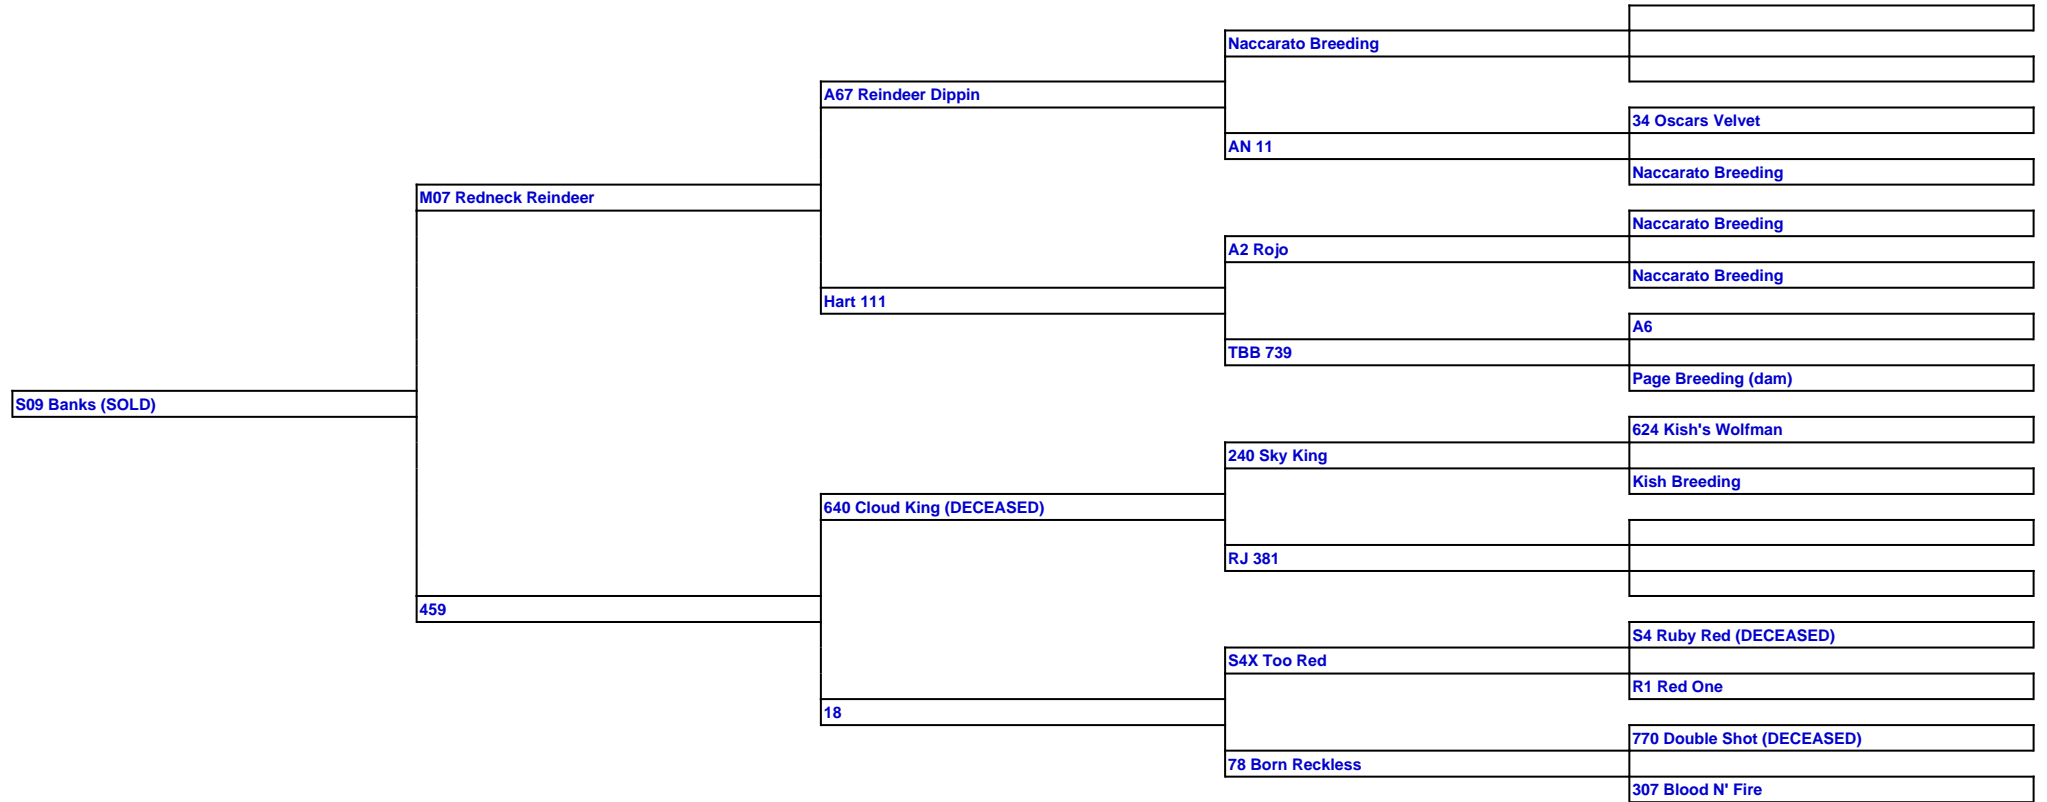 Naccarato Breeding
A67 Reindeer Dippin
34 Oscars Velvet
AN 11
Naccarato Breeding
M07 Redneck Reindeer
Naccarato Breeding
A2 Rojo
Naccarato Breeding
Hart 111
A6
TBB 739
Page Breeding (dam)
S09 Banks (SOLD)
624 Kish's Wolfman
240 Sky King
Kish Breeding
640 Cloud King (DECEASED)
RJ 381
459
S4 Ruby Red (DECEASED)
S4X Too Red
R1 Red One
18
770 Double Shot (DECEASED)
78 Born Reckless
307 Blood N' Fire